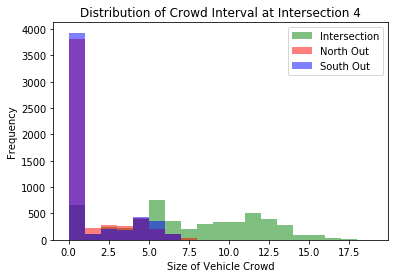 Distribution of Crowd Interval at Intersection 4
Intersection
North Out
South Out
Frequency
4000
3500
3000
2500
2000
1500
1000
500
0
0.0 2.5 5.0 7.5 10.0 12.5 15.0 17.5
Size of Vehicle Crowd